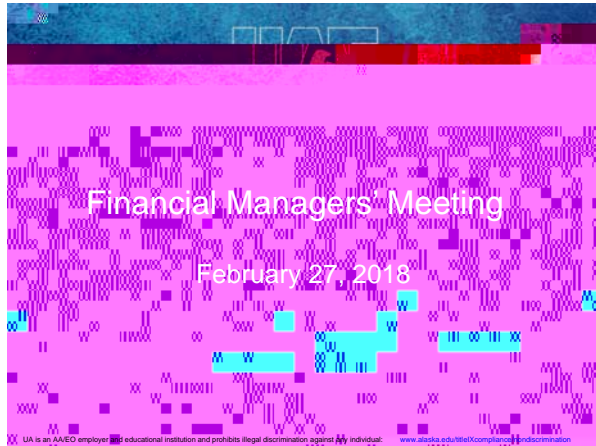 UAF
Financial Managers’ Meeting
February 27, 2018
UA is an AA/EO employer and educational institution and prohibits illegal discrimination against any individual: www.alaska.edu/titleIXcompliance/nondiscrimination